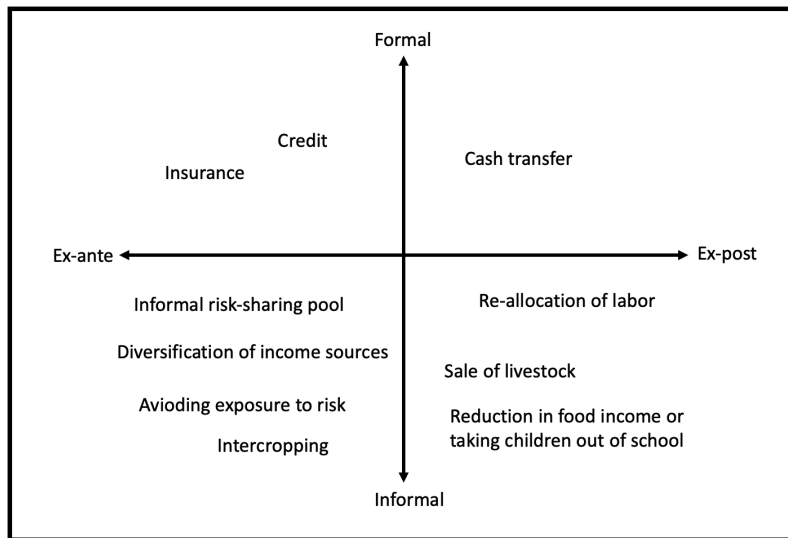 Formal
Credit
Cash transfer
Insurance
Ex-ante
Ex-post
Informal risk-sharing pool
Re-allocation of labor
Diversification of income sources
Sale of livestock
Avioding exposure to risk
Reduction in food income or
taking children out of school
Intercropping
Informal